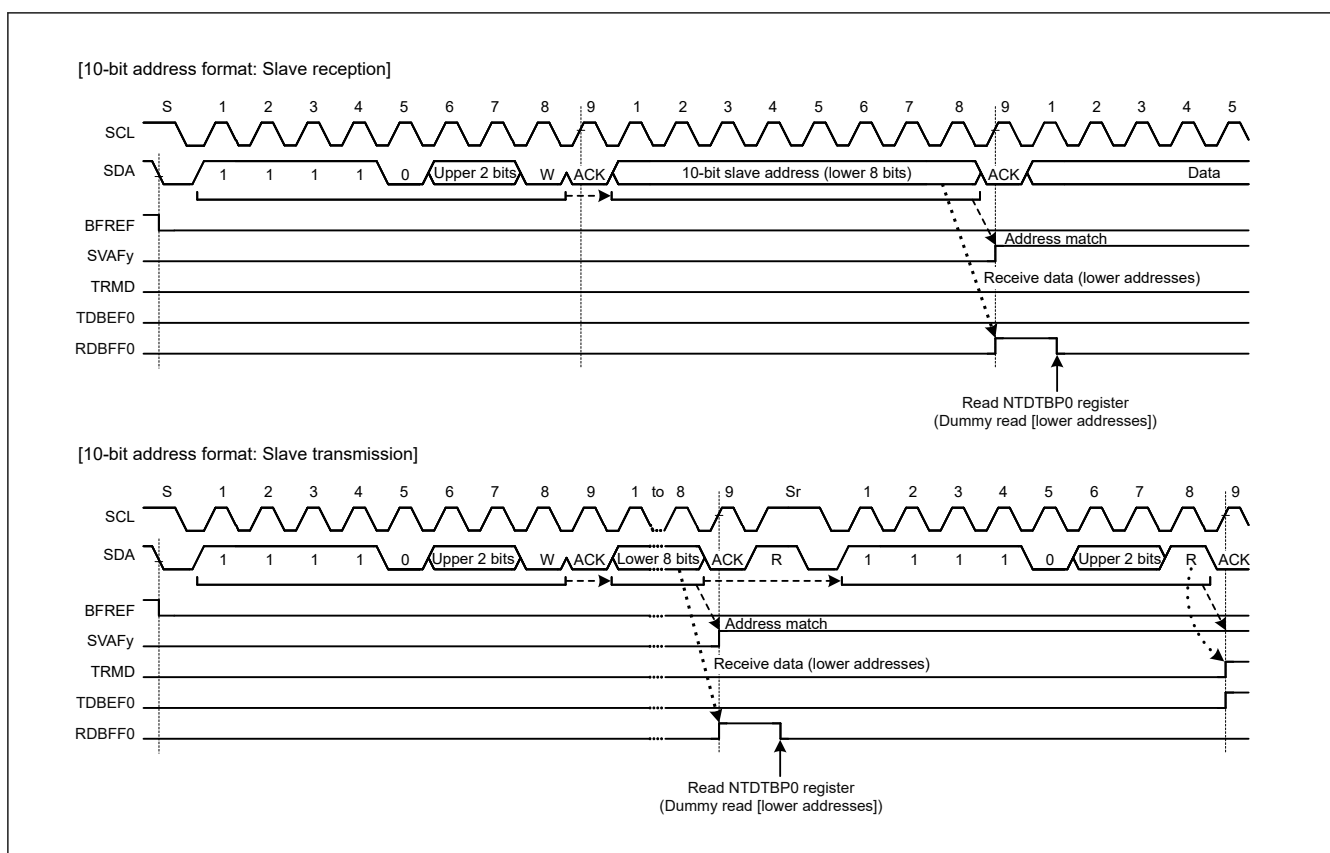 [10-bit address format: Slave reception]
S 1 2 3 4 5 6 7 8 9 1 2 3 4 5 6 7 8 9 1 2 3 4 5
SCL
SDA 1 1 1 1 0 Upper 2 bits W ACK 10-bit slave address (lower 8 bits) ACK Data
BFREF
Address match
SVAFy
Receive data (lower addresses)
TRMD
TDBEF0
RDBFF0
Read NTDTBP0 register
(Dummy read [lower addresses])
[10-bit address format: Slave transmission]
S 1 2 3 4 5 6 7 8 9 1 to 8 9 Sr 1 2 3 4 5 6 7 8 9
SCL
SDA 1 1 1 1 0 Upper 2 bits W ACK Lower 8 bits ACK R 1 1 1 1 0 Upper 2 bits R ACK
BFREF
Address match
SVAFy
Receive data (lower addresses)
TRMD
TDBEF0
RDBFF0
Read NTDTBP0 register
(Dummy read [lower addresses])